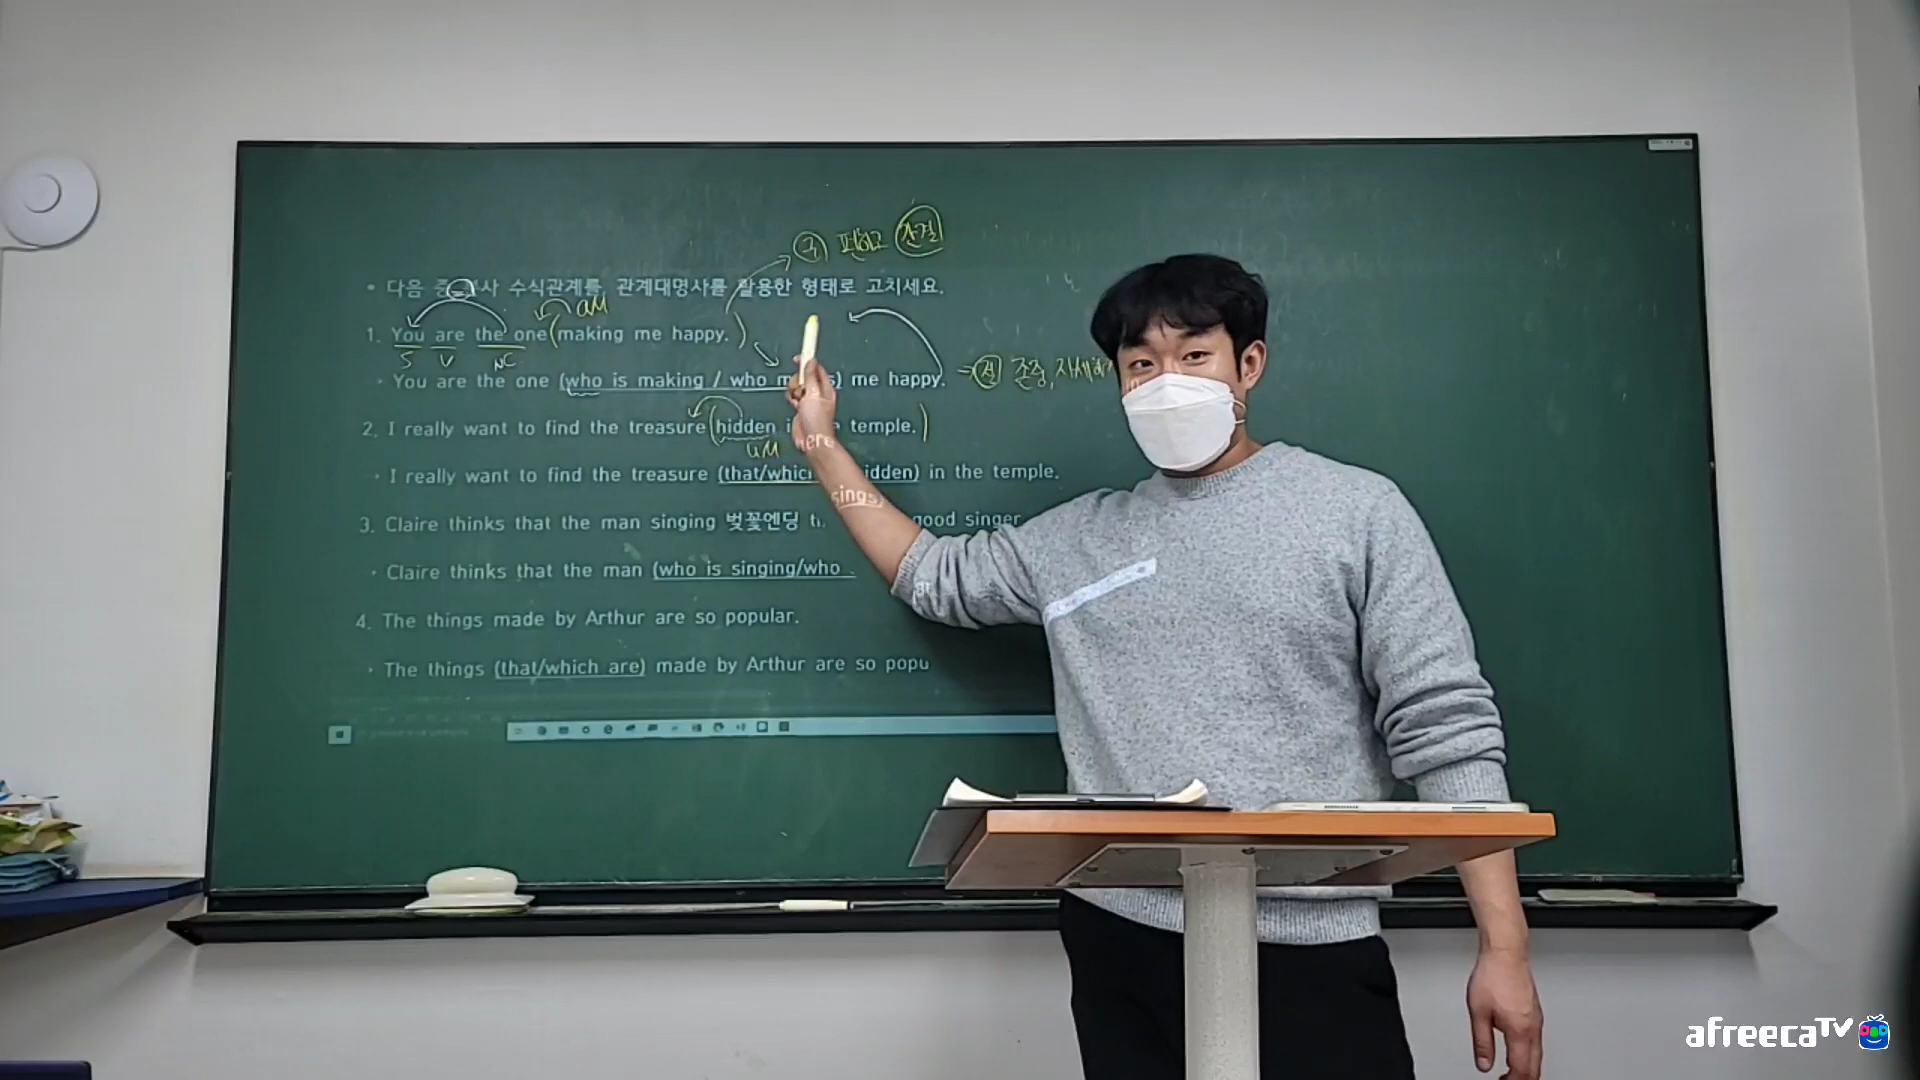 구 편하고 간결
• 다음 중 수식관계를, 관계대명사를 활용한 형태로 고치세요.
am
1. You are the one (making me happy.)
S V NC
• You are the one (who is making / who me happy.
⇒ 절 존중,
2. I really want to find the treasure (hidden temple.)
am
here
• I really want to find the treasure (that/which hidden) in the temple.
sings)
3. Claire thinks that the man singing 벚꽃엔딩 good singer
• Claire thinks that the man (who is singing/who
4. The things made by Arthur are so popular.
• The things (that/which are) made by Arthur are so popu
afreecaTV